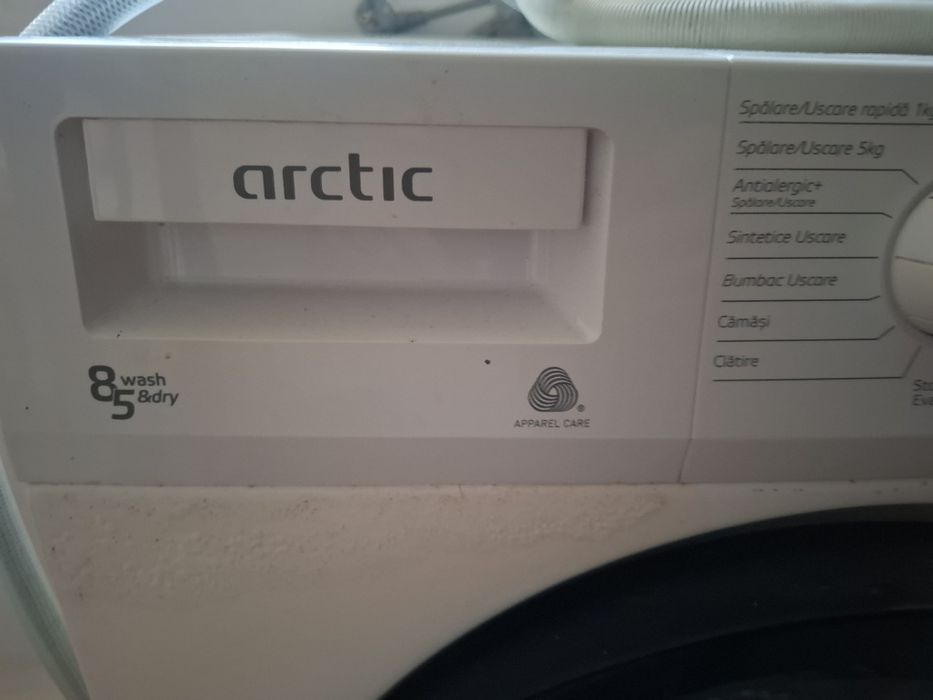 arctic
8 wash
5 &dry
®
APPAREL CARE
Spălare/Uscare rapidă
Spălare/Uscare 5kg
Antialergic+
Spălare/Uscare
Sintetice Uscare
Bumbac Uscare
Cămăși
Clătire